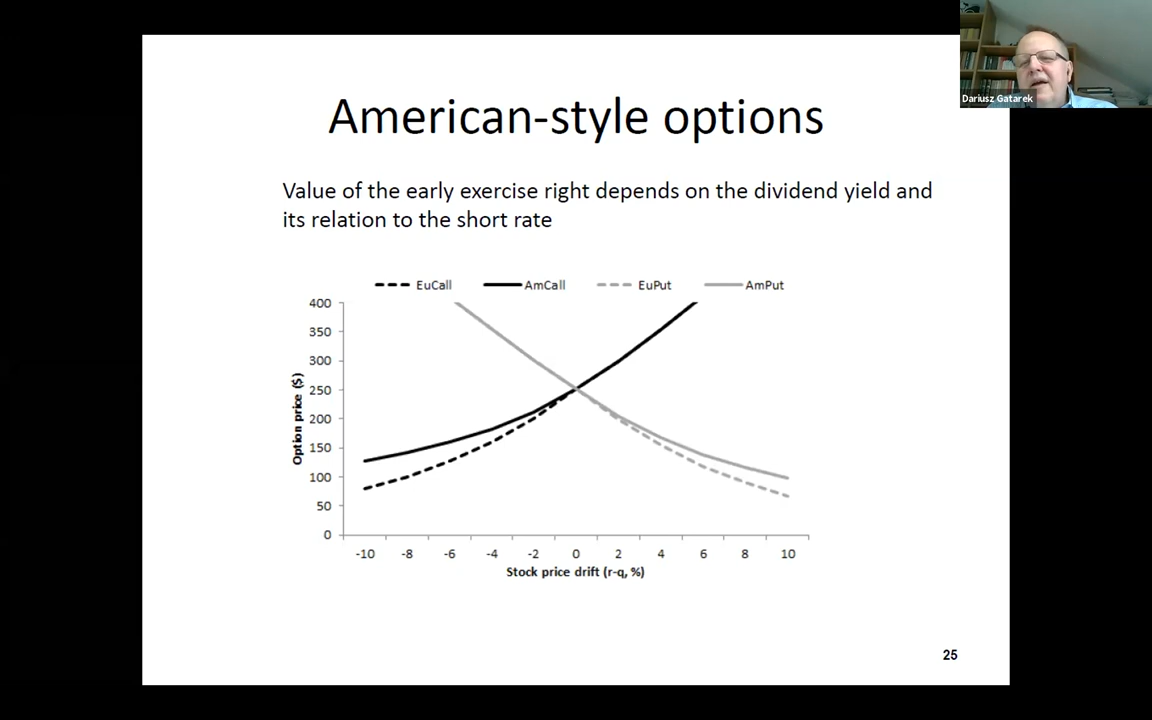 Dariusz Gatarek
American-style options
Value of the early exercise right depends on the dividend yield and
its relation to the short rate
EuCall AmCall EuPut AmPut
Option price ($)
400
350
300
250
200
150
100
50
0
-10 -8 -6 -4 -2 0 2 4 6 8 10
Stock price drift (r-q, %)
25